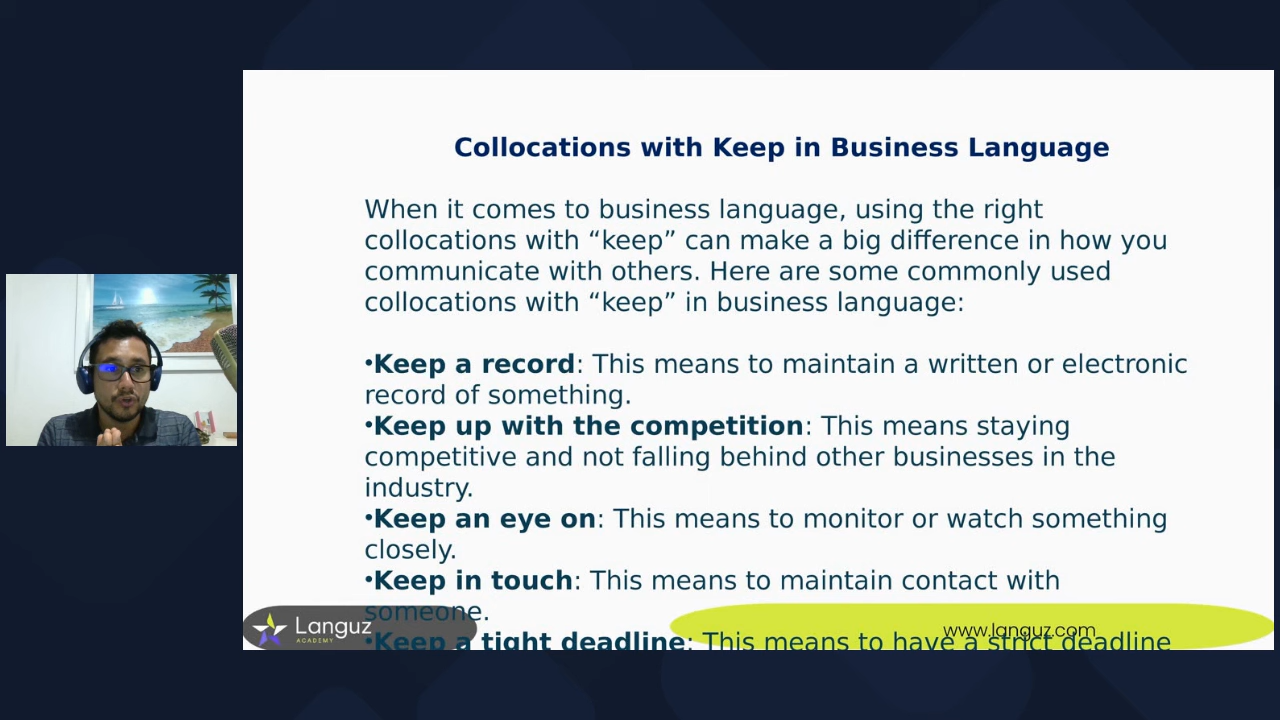 Collocations with Keep in Business Language
When it comes to business language, using the right
collocations with “keep” can make a big difference in how you
communicate with others. Here are some commonly used
collocations with “keep” in business language:
•Keep a record: This means to maintain a written or electronic
record of something.
•Keep up with the competition: This means staying
competitive and not falling behind other businesses in the
industry.
•Keep an eye on: This means to monitor or watch something
closely.
•Keep in touch: This means to maintain contact with
someone.
•Keep a tight deadline: This means to have a strict deadline
Languz
ACADEMY
www.languz.com